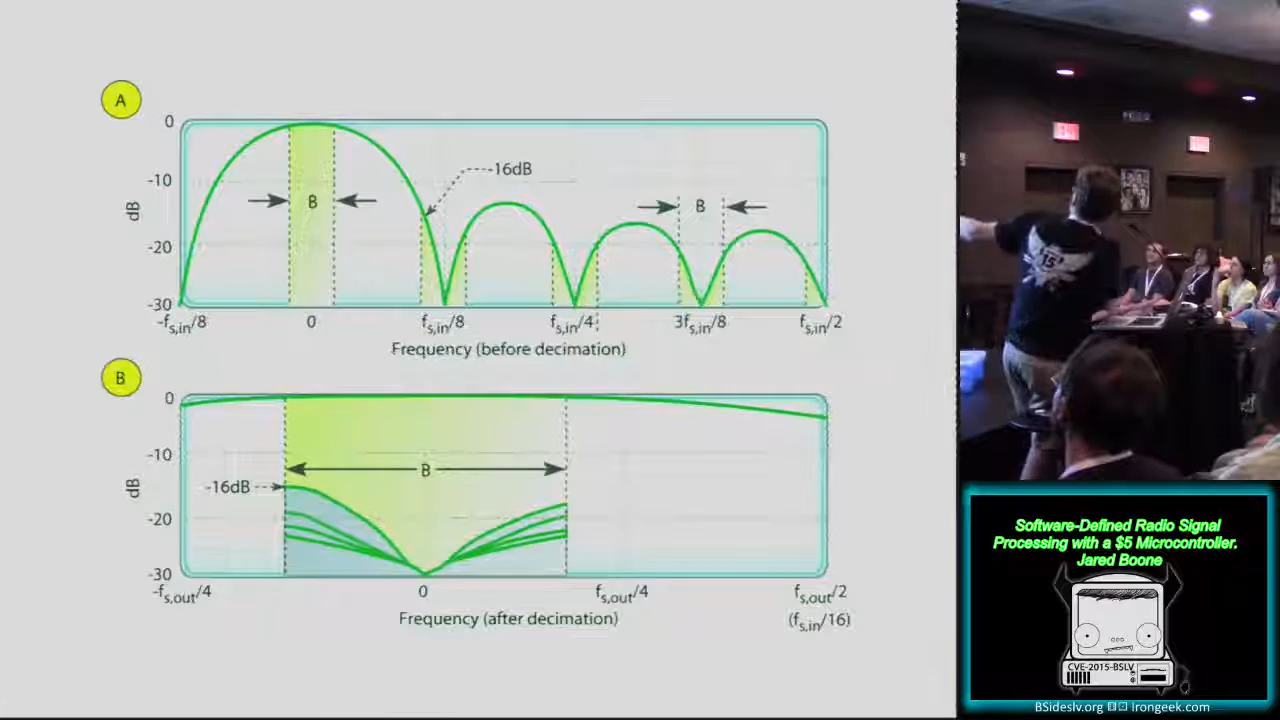 A
0
-10
-20
-30
dB
B
-16dB
B
-fs,in/8
0
fs,in/8
fs,in/4
3fs,in/8
fs,in/2
Frequency (before decimation)
B
0
-10
-20
-30
dB
B
-16dB
-fs,out/4
0
fs,out/4
fs,out/2
(fs,in/16)
Frequency (after decimation)
15
Software-Defined Radio Signal
Processing with a $5 Microcontroller.
Jared Boone
CVE-2015-BSLV
BSideslv.org
Irongeek.com